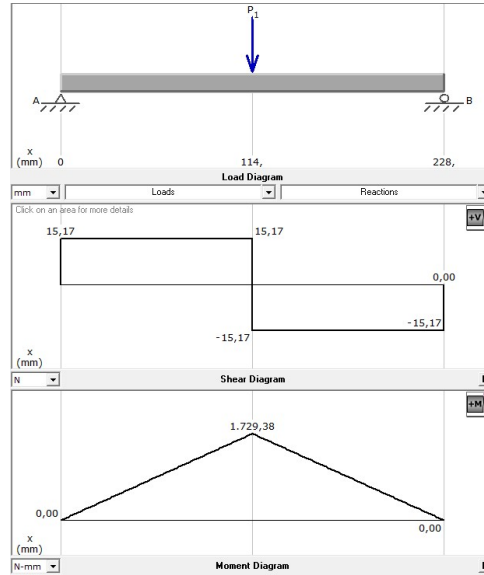 P1
A
B
x
(mm) 0 114, 228,
Load Diagram
mm Loads Reactions
Click on an area for more details
+V
15,17 15,17
0,00
-15,17
-15,17
x
(mm)
N Shear Diagram
+M
1.729,38
0,00
0,00
x
(mm)
N-mm Moment Diagram